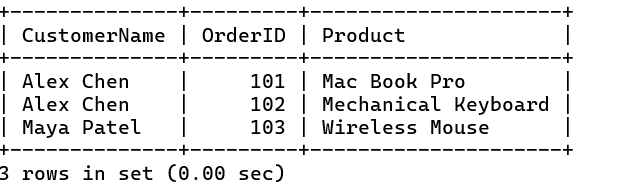 +--------------+---------+---------------------+
| CustomerName | OrderID | Product             |
+--------------+---------+---------------------+
| Alex Chen    |     101 | Mac Book Pro        |
| Alex Chen    |     102 | Mechanical Keyboard |
| Maya Patel   |     103 | Wireless Mouse      |
+--------------+---------+---------------------+
3 rows in set (0.00 sec)